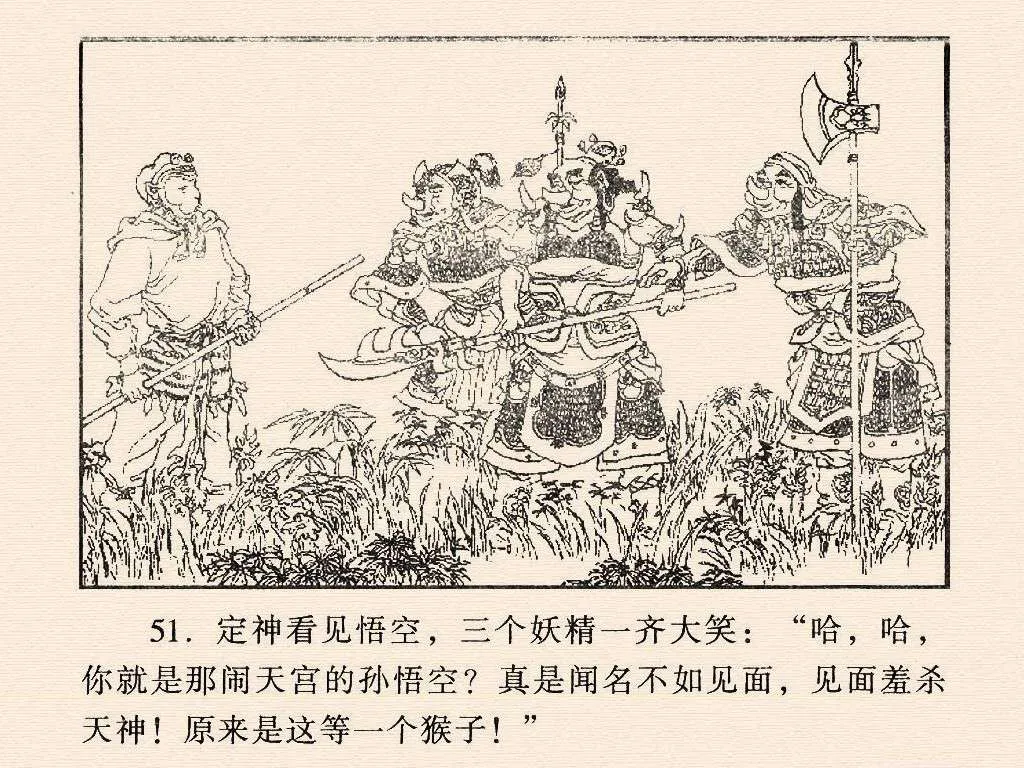 51. 定神看见悟空，三个妖精一齐大笑：“哈，哈，
你就是那闹天宫的孙悟空？真是闻名不如见面，见面羞杀
天神！原来是这等一个猴子！”